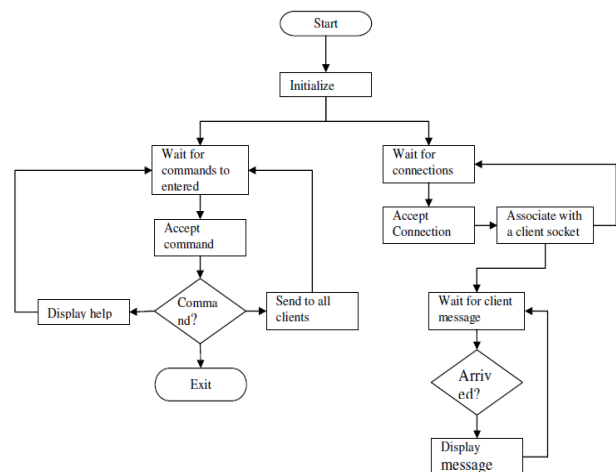 Start
Initialize
Wait for
commands to
entered
Accept
command
Comma
nd?
Display help
Send to all
clients
Exit
Wait for
connections
Accept
Connection
Associate with
a client socket
Wait for client
message
Arriv
ed?
Display
message